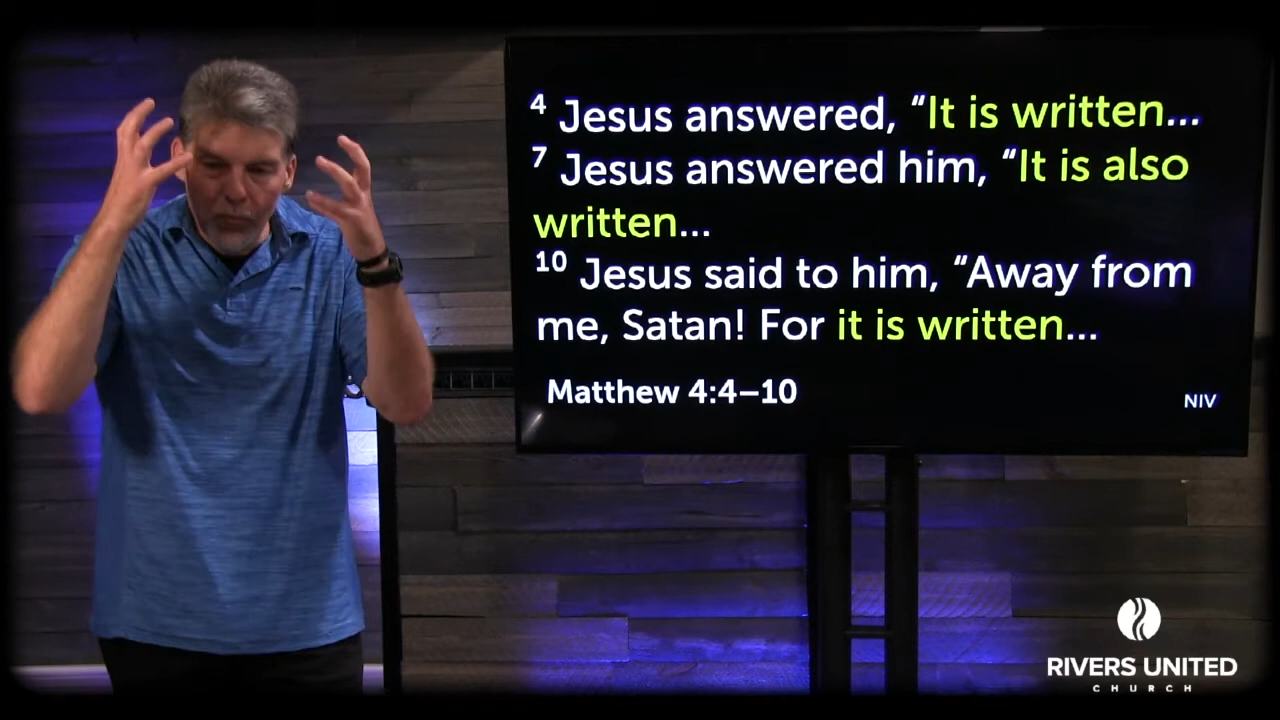 4 Jesus answered, “It is written...
7 Jesus answered him, “It is also
written...
10 Jesus said to him, “Away from
me, Satan! For it is written...
Matthew 4:4–10
NIV
RIVERS UNITED
CHURCH